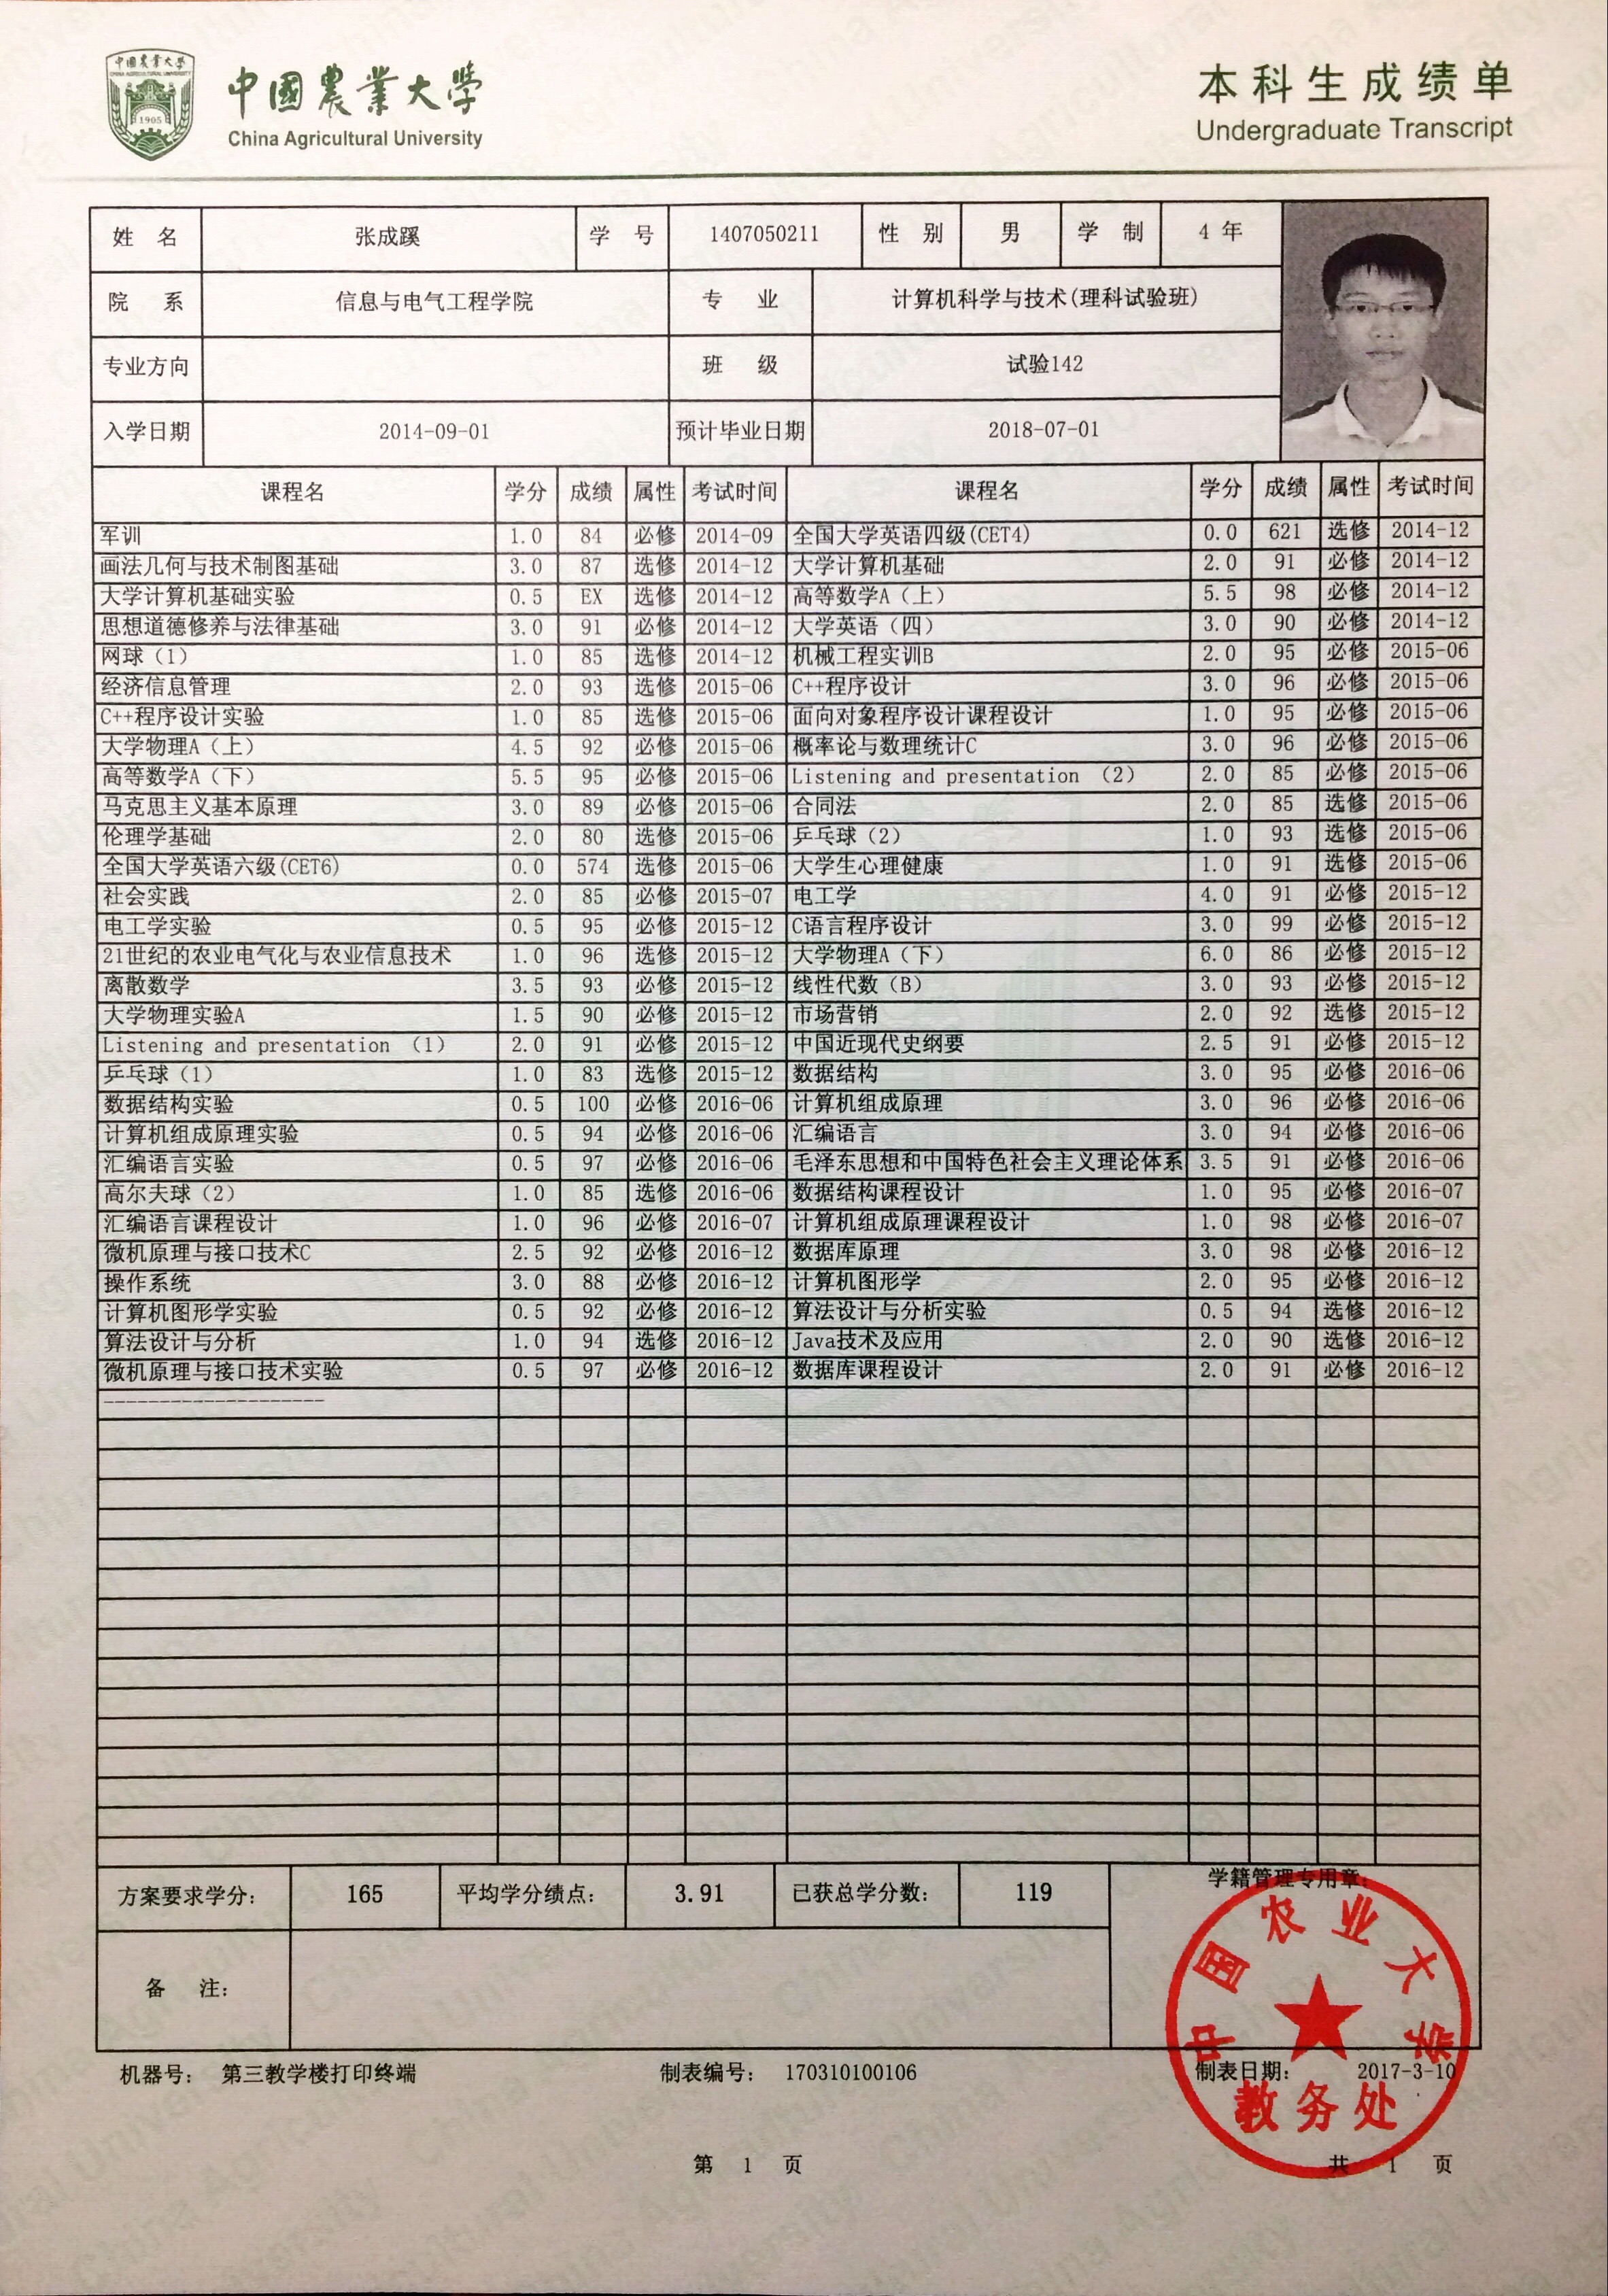 中國農業大學
CHINA AGRICULTURAL UNIVERSITY
1905
中國農業大學
China Agricultural University
本科生成绩单
Undergraduate Transcript
姓 名 张成蹊 学 号 1407050211 性 别 男 学 制 4 年
院 系 信息与电气工程学院 专 业 计算机科学与技术(理科试验班)
专业方向 班 级 试验142
入学日期 2014-09-01 预计毕业日期 2018-07-01
课程名 学分 成绩 属性 考试时间 课程名 学分 成绩 属性 考试时间
军训 1.0 84 必修 2014-09 全国大学英语四级(CET4) 0.0 621 选修 2014-12
画法几何与技术制图基础 3.0 87 选修 2014-12 大学计算机基础 2.0 91 必修 2014-12
大学计算机基础实验 0.5 EX 选修 2014-12 高等数学A（上） 5.5 98 必修 2014-12
思想道德修养与法律基础 3.0 91 必修 2014-12 大学英语（四） 3.0 90 必修 2014-12
网球（1） 1.0 85 选修 2014-12 机械工程实训B 2.0 95 必修 2015-06
经济信息管理 2.0 93 选修 2015-06 C++程序设计 3.0 96 必修 2015-06
C++程序设计实验 1.0 85 选修 2015-06 面向对象程序设计课程设计 1.0 95 必修 2015-06
大学物理A（上） 4.5 92 必修 2015-06 概率论与数理统计C 3.0 96 必修 2015-06
高等数学A（下） 5.5 95 必修 2015-06 Listening and presentation （2） 2.0 85 必修 2015-06
马克思主义基本原理 3.0 89 必修 2015-06 合同法 2.0 85 选修 2015-06
伦理学基础 2.0 80 选修 2015-06 乒乓球（2） 1.0 93 选修 2015-06
全国大学英语六级(CET6) 0.0 574 选修 2015-06 大学生心理健康 1.0 91 选修 2015-06
社会实践 2.0 85 必修 2015-07 电工学 4.0 91 必修 2015-12
电工学实验 0.5 95 必修 2015-12 C语言程序设计 3.0 99 必修 2015-12
21世纪的农业电气化与农业信息技术 1.0 96 选修 2015-12 大学物理A（下） 6.0 86 必修 2015-12
离散数学 3.5 93 必修 2015-12 线性代数（B） 3.0 93 必修 2015-12
大学物理实验A 1.5 90 必修 2015-12 市场营销 2.0 92 选修 2015-12
Listening and presentation （1） 2.0 91 必修 2015-12 中国近现代史纲要 2.5 91 必修 2015-12
乒乓球（1） 1.0 83 选修 2015-12 数据结构 3.0 95 必修 2016-06
数据结构实验 0.5 100 必修 2016-06 计算机组成原理 3.0 96 必修 2016-06
计算机组成原理实验 0.5 94 必修 2016-06 汇编语言 3.0 94 必修 2016-06
汇编语言实验 0.5 97 必修 2016-06 毛泽东思想和中国特色社会主义理论体系 3.5 91 必修 2016-06
高尔夫球（2） 1.0 85 选修 2016-06 数据结构课程设计 1.0 95 必修 2016-07
汇编语言课程设计 1.0 96 必修 2016-07 计算机组成原理课程设计 1.0 98 必修 2016-07
微机原理与接口技术C 2.5 92 必修 2016-12 数据库原理 3.0 98 必修 2016-12
操作系统 3.0 88 必修 2016-12 计算机图形学 2.0 95 必修 2016-12
计算机图形学实验 0.5 92 必修 2016-12 算法设计与分析实验 0.5 94 选修 2016-12
算法设计与分析 1.0 94 选修 2016-12 Java技术及应用 2.0 90 选修 2016-12
微机原理与接口技术实验 0.5 97 必修 2016-12 数据库课程设计 2.0 91 必修 2016-12
--------------------
方案要求学分: 165 平均学分绩点: 3.91 已获总学分数: 119 学籍管理专用章:
备 注:
中国农业大学
教务处
机器号: 第三教学楼打印终端 制表编号: 170310100106 制表日期: 2017-3-10
第 1 页 共 1 页